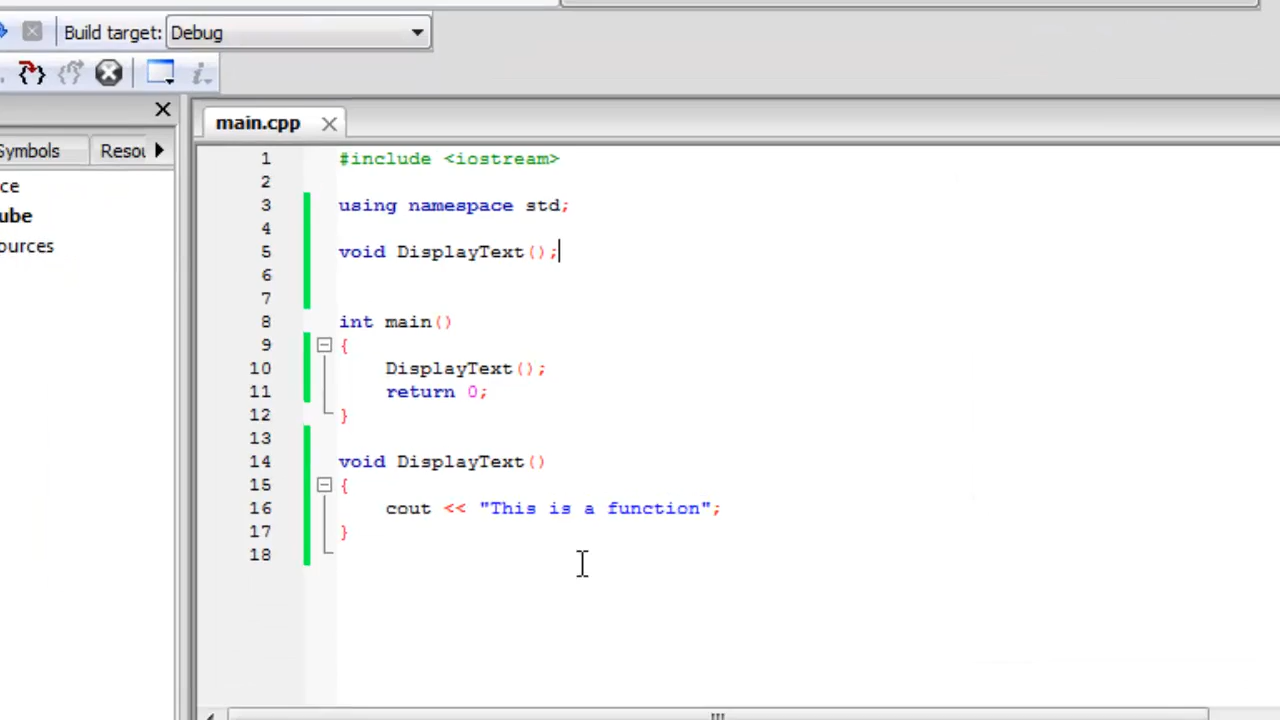 Build target: Debug
main.cpp
Symbols
Resou
ce
ube
ources
1 #include <iostream>
2
3 using namespace std;
4
5 void DisplayText();
6
7
8 int main()
9 {
10 DisplayText();
11 return 0;
12 }
13
14 void DisplayText()
15 {
16 cout << "This is a function";
17 }
18